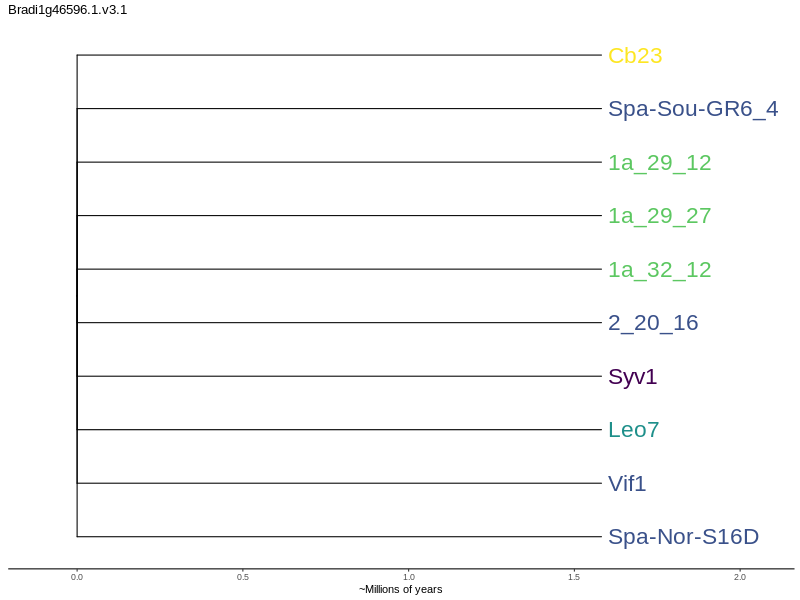 Bradi1g46596.1.v3.1
Cb23
Spa-Sou-GR6_4
1a_29_12
1a_29_27
1a_32_12
2_20_16
Syv1
Leo7
Vif1
Spa-Nor-S16D
0.0 0.5 1.0 1.5 2.0
~Millions of years